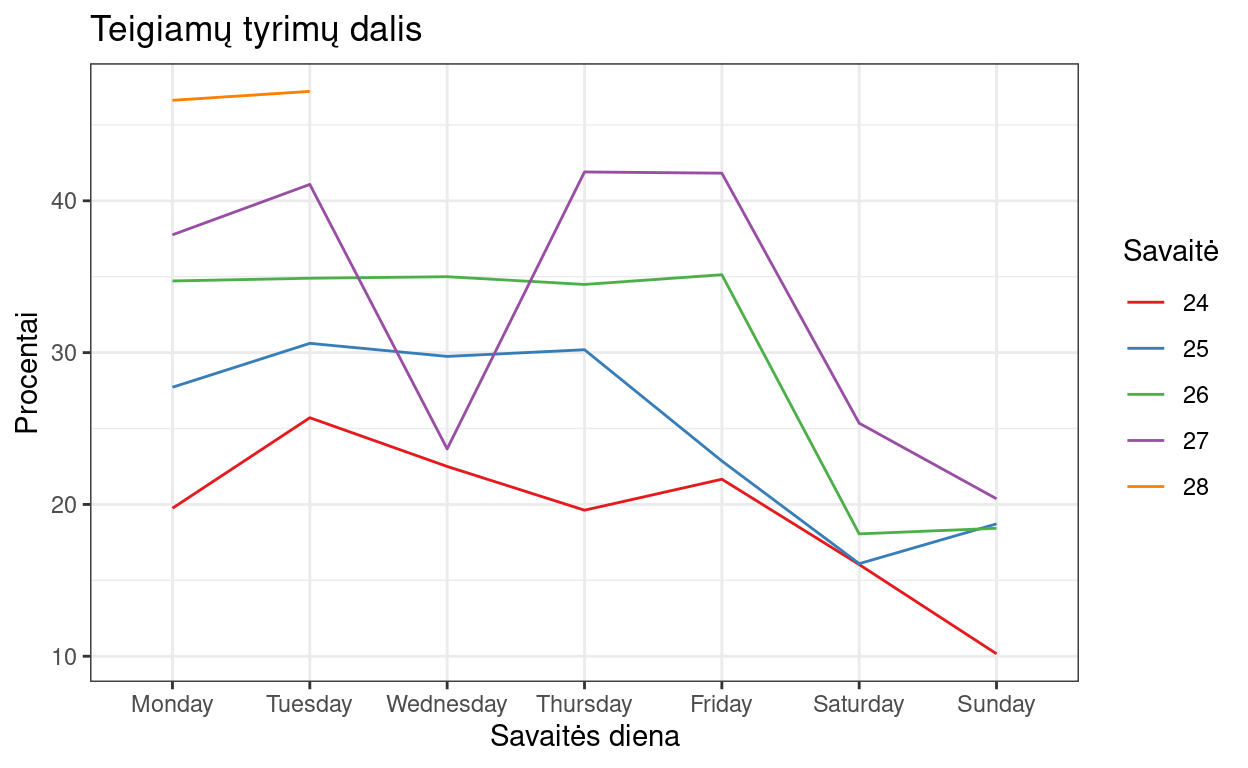 Teigiamų tyrimų dalis
Procentai
40
30
20
10
Monday Tuesday Wednesday Thursday Friday Saturday Sunday
Savaitės diena
Savaitė
24
25
26
27
28